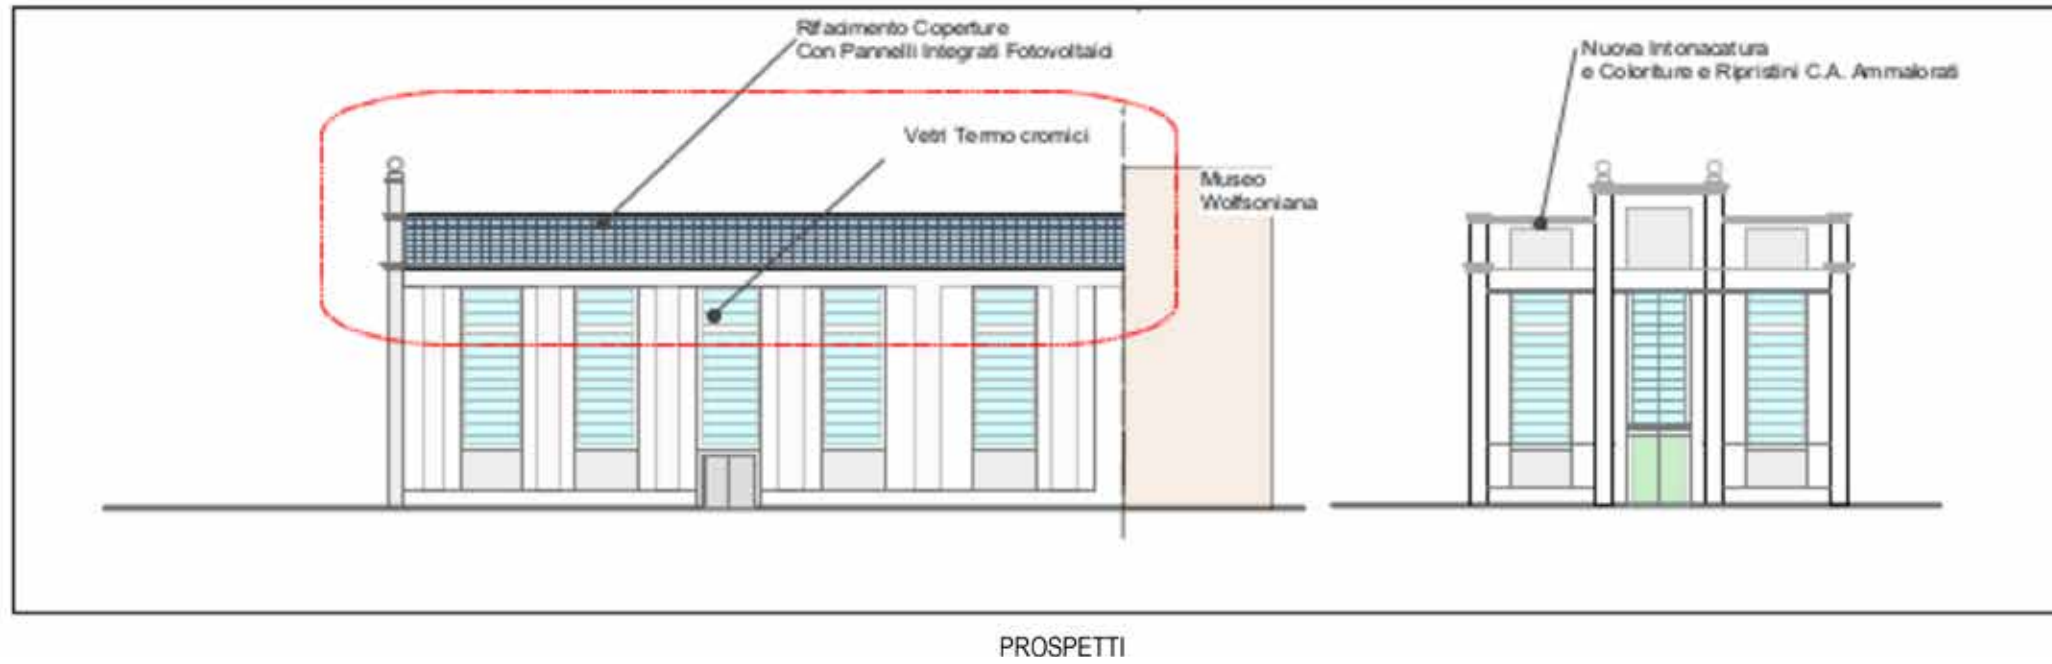 Rifacimento Coperture
Con Pannelli Integrati Fotovoltaici
Nuova Intonacatura
e Coloriture e Ripristini C.A. Ammalorati
Vetri Termo cromici
Museo
Wolfsoniana
PROSPETTI